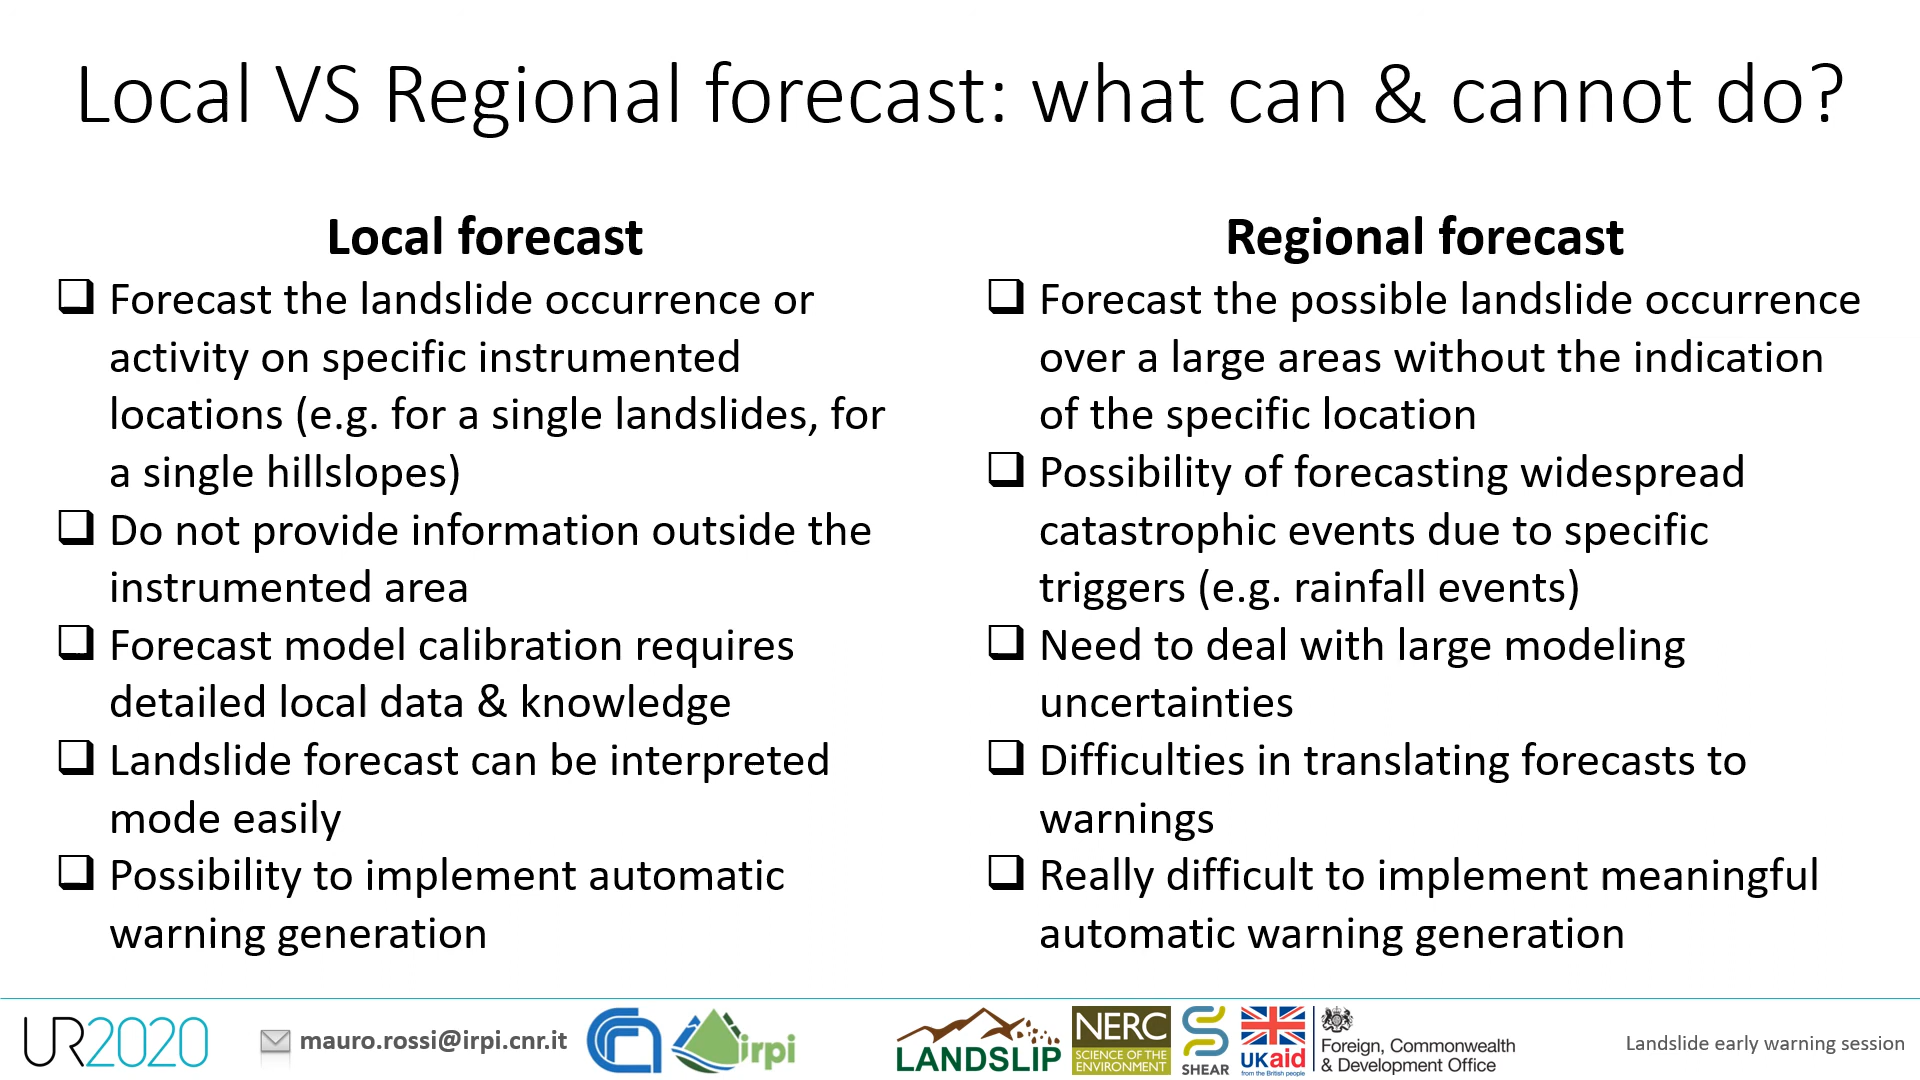 Local VS Regional forecast: what can & cannot do?
Local forecast
❑ Forecast the landslide occurrence or
activity on specific instrumented
locations (e.g. for a single landslides, for
a single hillslopes)
❑ Do not provide information outside the
instrumented area
❑ Forecast model calibration requires
detailed local data & knowledge
❑ Landslide forecast can be interpreted
mode easily
❑ Possibility to implement automatic
warning generation
Regional forecast
❑ Forecast the possible landslide occurrence
over a large areas without the indication
of the specific location
❑ Possibility of forecasting widespread
catastrophic events due to specific
triggers (e.g. rainfall events)
❑ Need to deal with large modeling
uncertainties
❑ Difficulties in translating forecasts to
warnings
❑ Really difficult to implement meaningful
automatic warning generation
UR2020
mauro.rossi@irpi.cnr.it
irpi
LANDSLIP
NERC
SCIENCE OF THE
ENVIRONMENT
SHEAR
UKaid
from the British people
Foreign, Commonwealth
& Development Office
Landslide early warning session